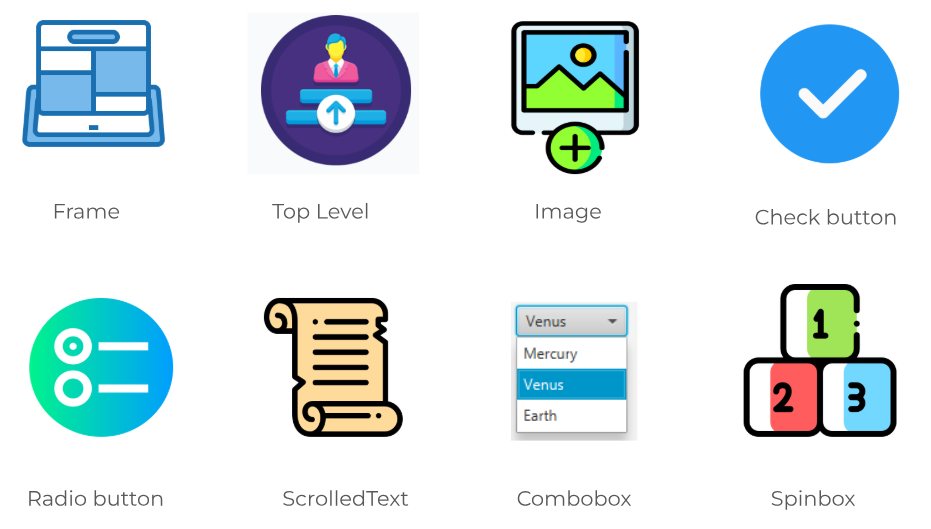 Frame
Top Level
Image
Check button
Radio button
ScrolledText
Venus
Mercury
Venus
Earth
Combobox
1
2
3
Spinbox